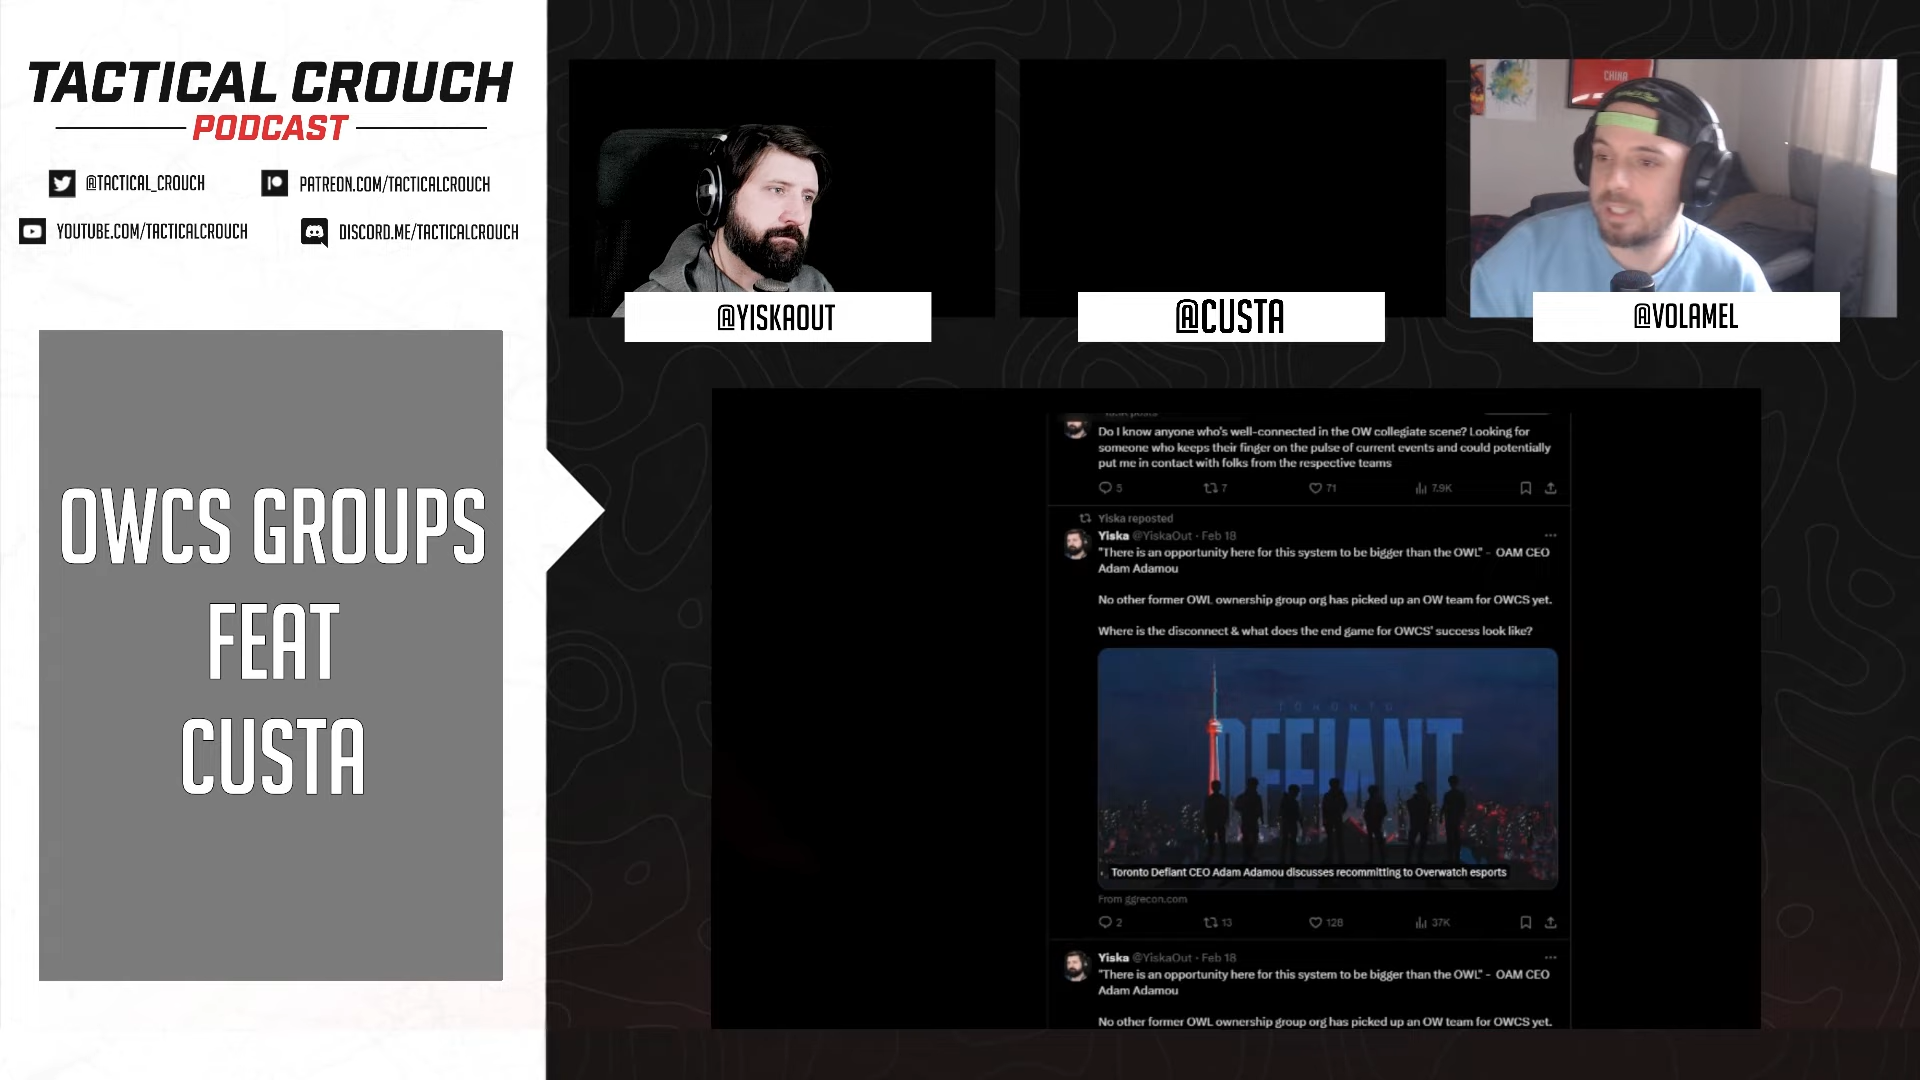 TACTICAL CROUCH
PODCAST
@TACTICAL_CROUCH
PATREON.COM/TACTICALCROUCH
YOUTUBE.COM/TACTICALCROUCH
DISCORD.ME/TACTICALCROUCH
OWCS GROUPS
FEAT
CUSTA
CHINA
@YISKAOUT
@CUSTA
@VOLAMEL
Do I know anyone who's well-connected in the OW collegiate scene? Looking for
someone who keeps their finger on the pulse of current events and could potentially
put me in contact with folks from the respective teams
5 7 71 7.9K
Yiska reposted
Yiska @YiskaOut · Feb 18
"There is an opportunity here for this system to be bigger than the OWL" - OAM CEO
Adam Adamou
No other former OWL ownership group org has picked up an OW team for OWCS yet.
Where is the disconnect & what does the end game for OWCS' success look like?
TORONTO
DEFIANT
Toronto Defiant CEO Adam Adamou discusses recommitting to Overwatch esports
From ggrecon.com
2 13 128 37K
Yiska @YiskaOut · Feb 18
"There is an opportunity here for this system to be bigger than the OWL" - OAM CEO
Adam Adamou
No other former OWL ownership group org has picked up an OW team for OWCS yet.